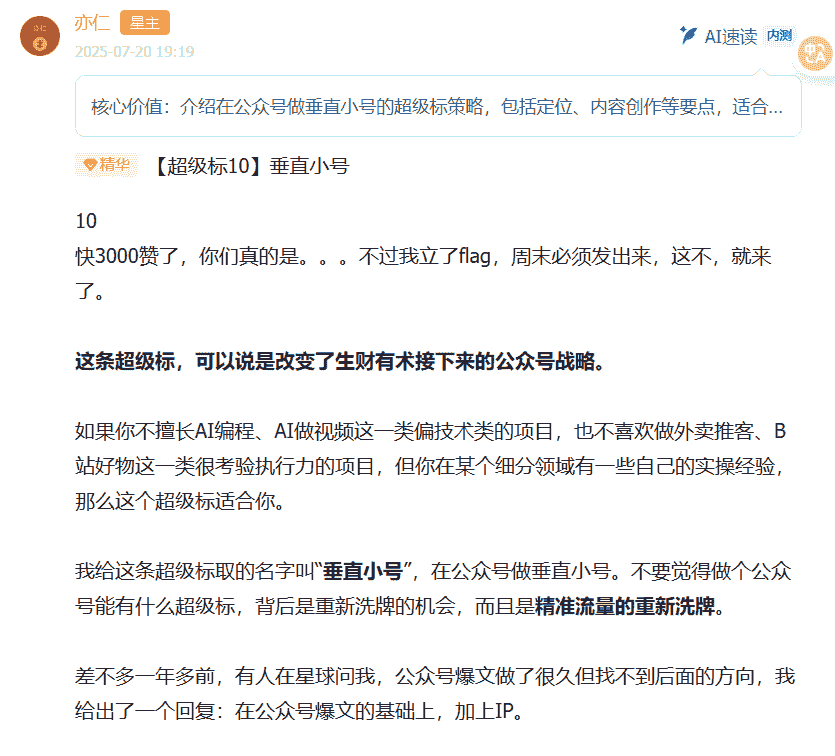 亦仁 星主
2025-07-20 19:19
AI速读 内测
核心价值：介绍在公众号做垂直小号的超级标策略，包括定位、内容创作等要点，适合...
精华 【超级标10】垂直小号
10
快3000赞了，你们真的是。。。不过我立了flag，周末必须发出来，这不，就来
了。
这条超级标，可以说是改变了生财有术接下来的公众号战略。
如果你不擅长AI编程、AI做视频这一类偏技术类的项目，也不喜欢做外卖推客、B
站好物这一类很考验执行力的项目，但你在某个细分领域有一些自己的实操经验，
那么这个超级标适合你。
我给这条超级标取的名字叫“垂直小号”，在公众号做垂直小号。不要觉得做个公众
号能有什么超级标，背后是重新洗牌的机会，而且是精准流量的重新洗牌。
差不多一年多前，有人在星球问我，公众号爆文做了很久但找不到后面的方向，我
给出了一个回复：在公众号爆文的基础上，加上IP。